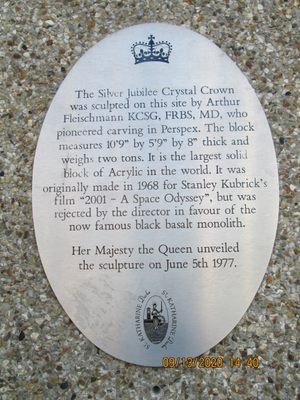 The Silver Jubilee Crystal Crown
was sculpted on this site by Arthur
Fleischmann KCSG, FRBS, MD, who
pioneered carving in Perspex. The block
measures 10'9" by 5'9" by 8" thick and
weighs two tons. It is the largest solid
block of Acrylic in the world. It was
originally made in 1968 for Stanley Kubrick's
film "2001 - A Space Odyssey", but was
rejected by the director in favour of the
now famous black basalt monolith.
Her Majesty the Queen unveiled
the sculpture on June 5th 1977.
ST. KATHARINE Dock
ST. KATHARINE Dock
09/13/2020 14:40